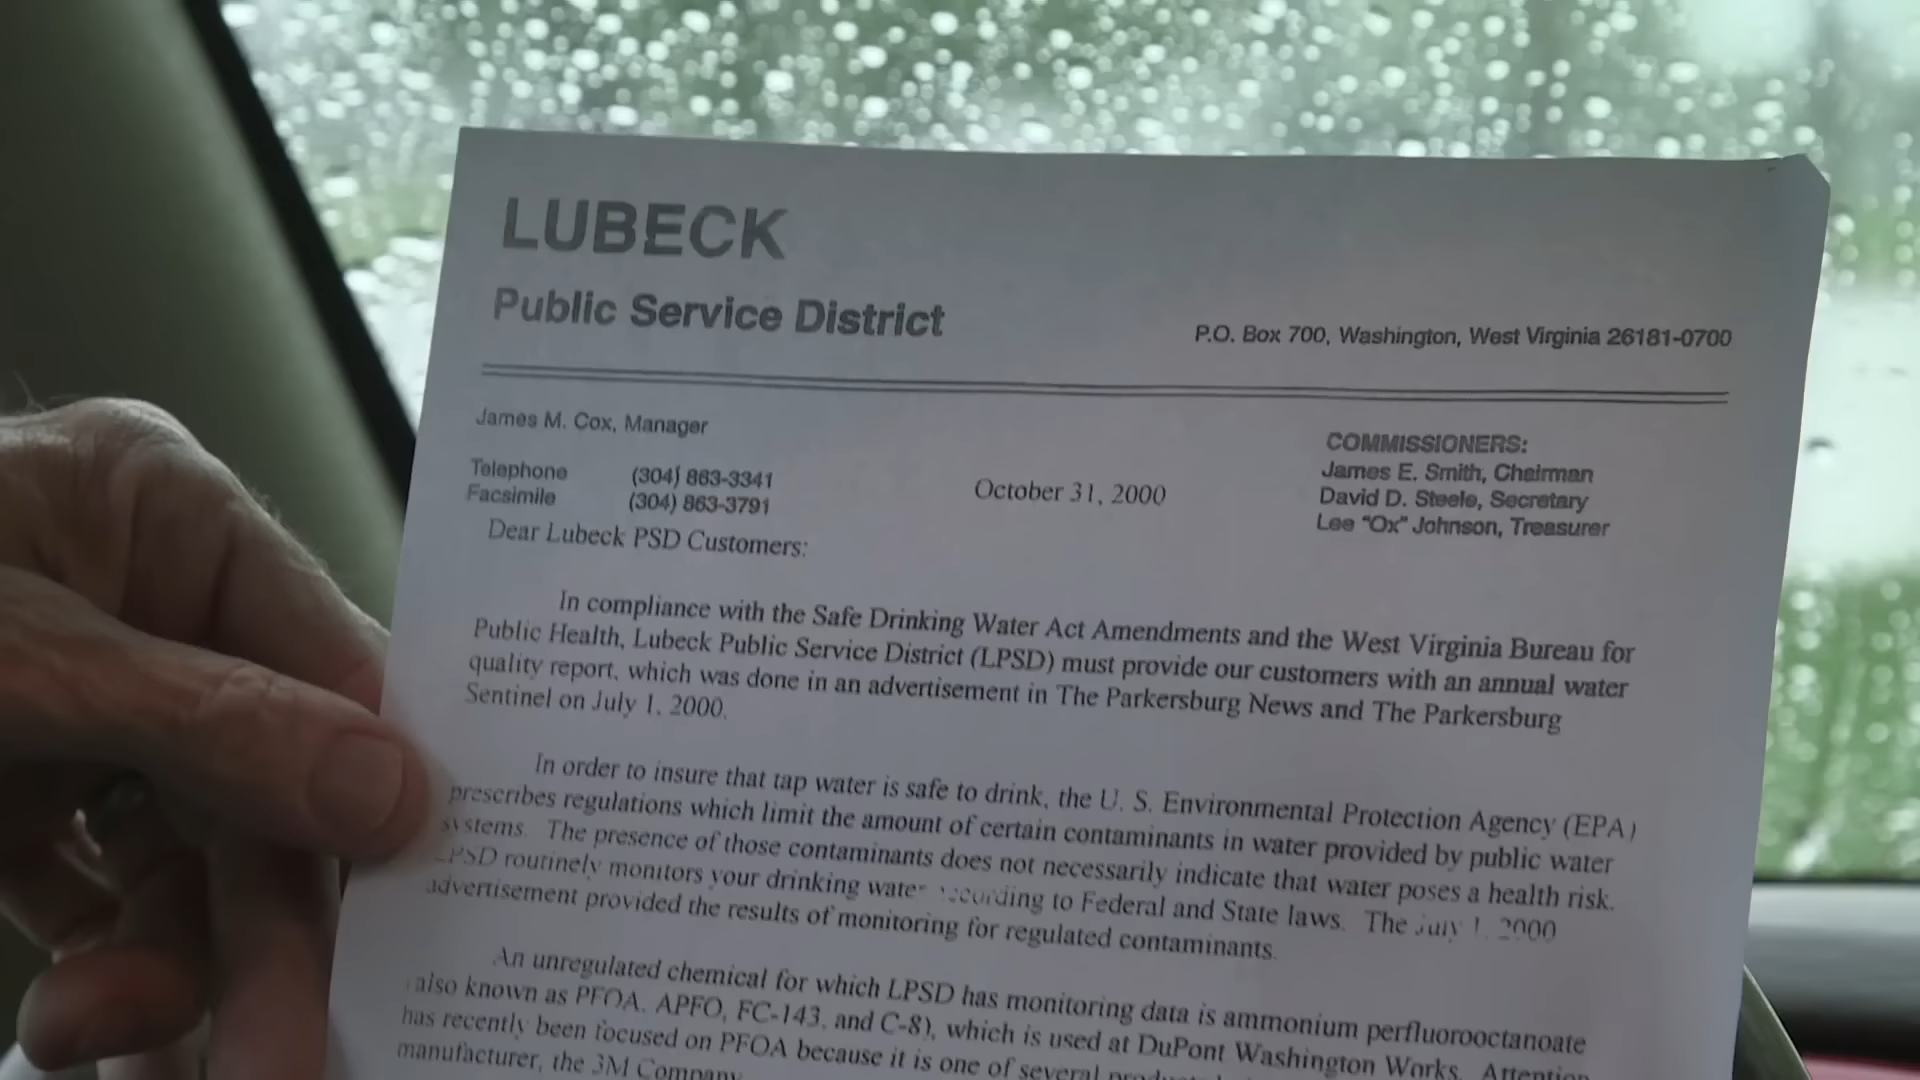 LUBECK
Public Service District
P.O. Box 700, Washington, West Virginia 26181-0700
James M. Cox, Manager
Telephone (304) 863-3341
Facsimile (304) 863-3791
October 31, 2000
COMMISSIONERS:
James E. Smith, Chairman
David D. Steele, Secretary
Lee "Ox" Johnson, Treasurer
Dear Lubeck PSD Customers:
In compliance with the Safe Drinking Water Act Amendments and the West Virginia Bureau for
Public Health, Lubeck Public Service District (LPSD) must provide our customers with an annual water
quality report, which was done in an advertisement in The Parkersburg News and The Parkersburg
Sentinel on July 1, 2000.
In order to insure that tap water is safe to drink, the U. S. Environmental Protection Agency (EPA)
prescribes regulations which limit the amount of certain contaminants in water provided by public water
systems. The presence of those contaminants does not necessarily indicate that water poses a health risk.
LPSD routinely monitors your drinking water according to Federal and State laws. The July 1, 2000
advertisement provided the results of monitoring for regulated contaminants.
An unregulated chemical for which LPSD has monitoring data is ammonium perfluorooctanoate
(also known as PFOA, APFO, FC-143, and C-8), which is used at DuPont Washington Works. Attention
has recently been focused on PFOA because it is one of several
manufacturer, the 3M Company